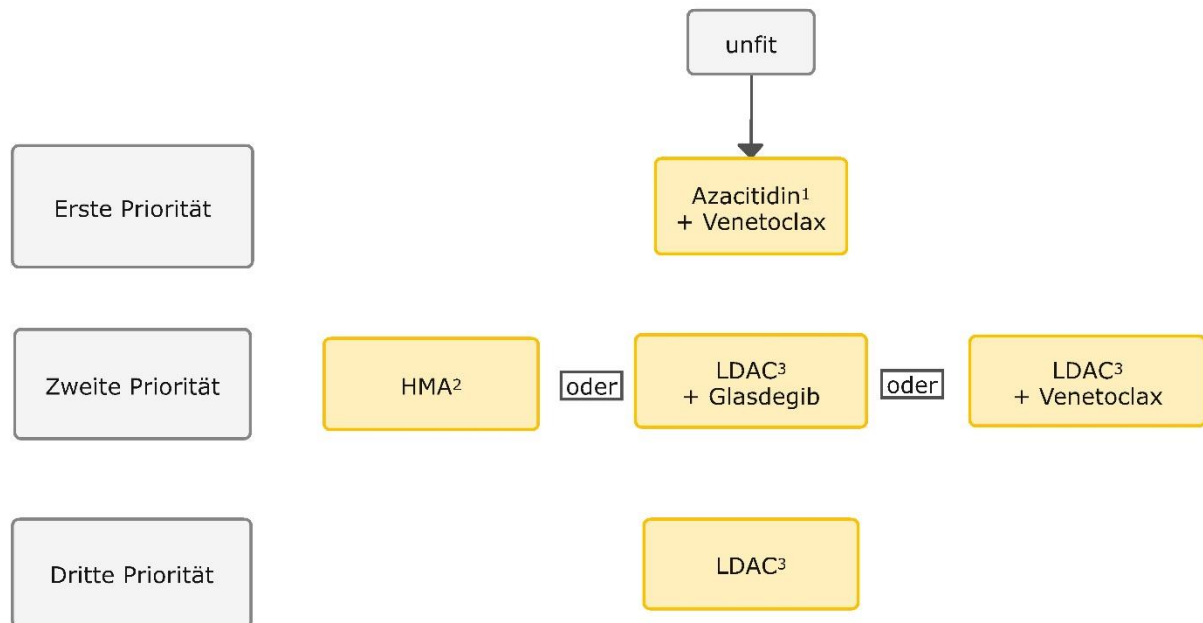 unfit
Erste Priorität
Azacitidin¹
+ Venetoclax
Zweite Priorität
HMA²
oder
LDAC³
+ Glasdegib
oder
LDAC³
+ Venetoclax
Dritte Priorität
LDAC³